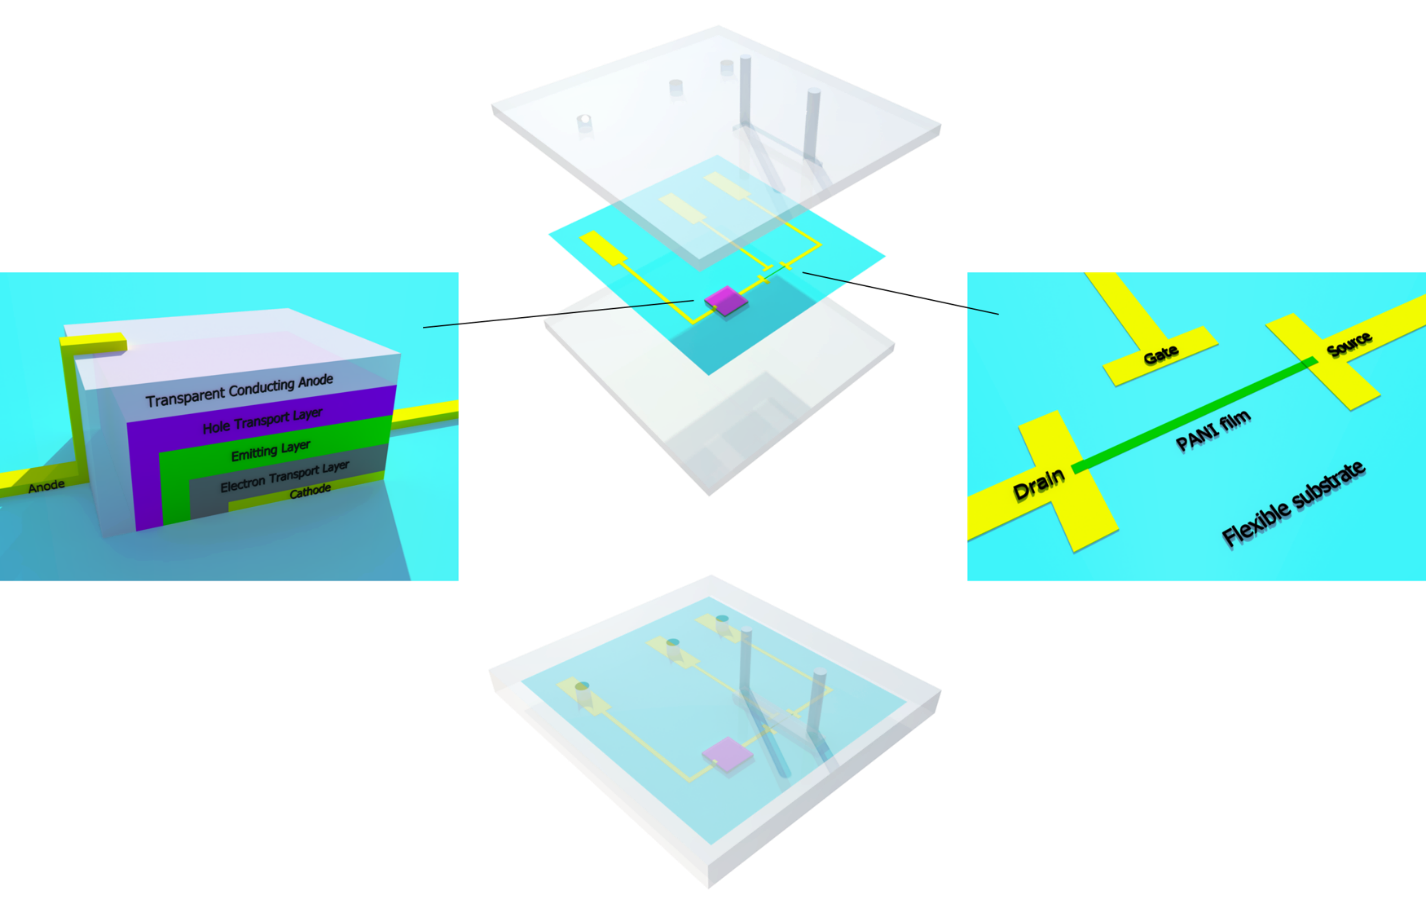 Transparent Conducting Anode
Hole Transport Layer
Emitting Layer
Electron Transport Layer
Cathode
Anode
Gate
Source
PANI film
Drain
Flexible substrate